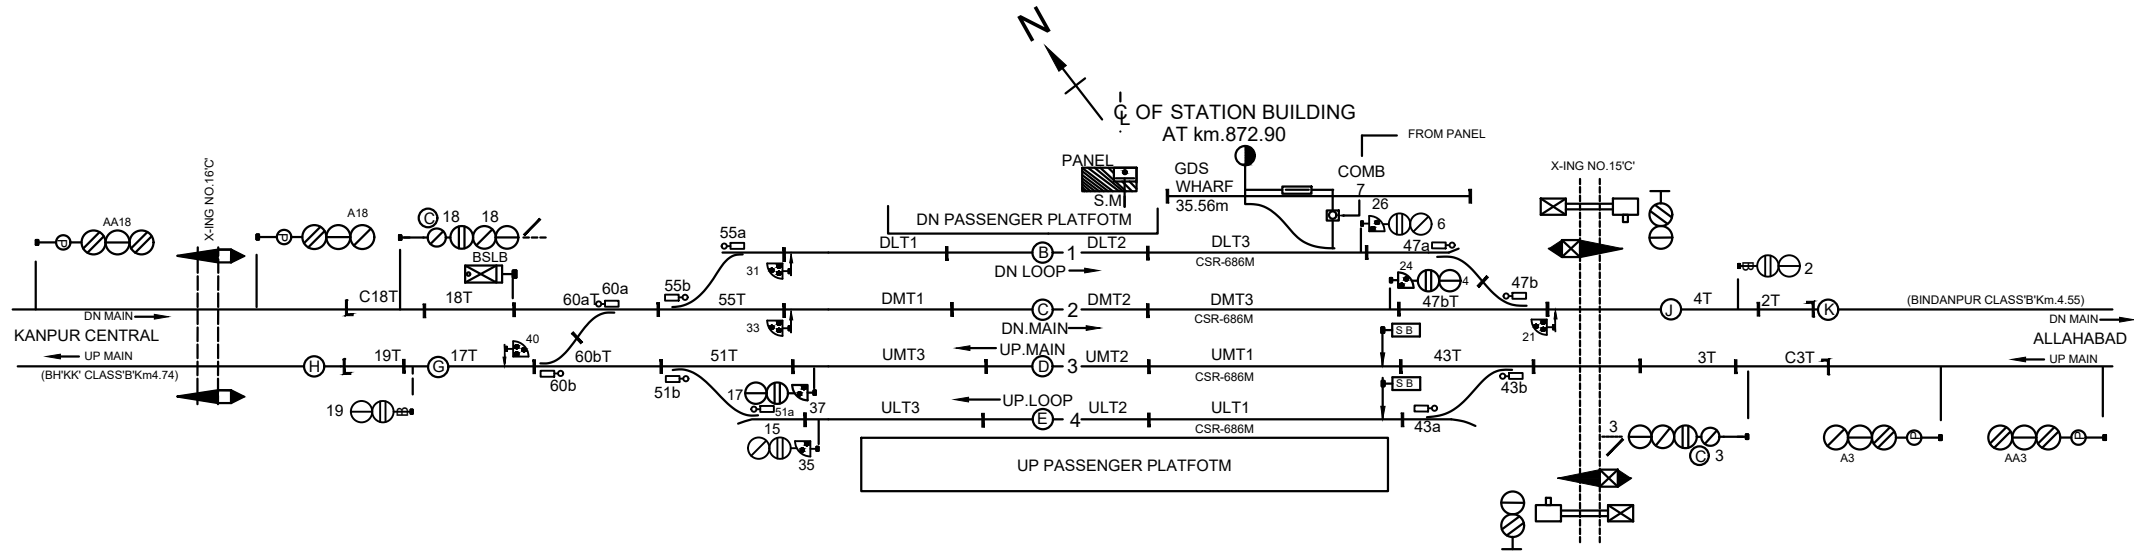 N
C̲L OF STATION BUILDING
AT km.872.90
FROM PANEL
PANEL
S.M
GDS
WHARF
35.56m
COMB
7
X-ING NO.16'C'
X-ING NO.15'C'
AA18
P
A18
P
C 18 18
BSLB
DN PASSENGER PLATFOTM
26
6
55a
31
DLT1
B 1
DLT2
DLT3
47a
DN LOOP
CSR-686M
24
4
47b
B
2
C18T
18T
60aT
60a
55b
55T
DMT1
C 2
DMT2
DMT3
47bT
J
4T
2T
K
(BINDANPUR CLASS'B'Km.4.55)
DN MAIN
33
DN.MAIN
CSR-686M
21
DN MAIN
KANPUR CENTRAL
40
UP.MAIN
S B
ALLAHABAD
UP MAIN
H
19T
G
17T
60bT
51T
UMT3
D 3
UMT2
UMT1
43T
3T
C3T
UP MAIN
(BH'KK' CLASS'B'Km4.74)
60b
51b
CSR-686M
S B
43b
19
B
17
37
51a
UP.LOOP
ULT3
E 4
ULT2
ULT1
43a
CSR-686M
15
35
3
C 3
A3
P
AA3
P
UP PASSENGER PLATFOTM